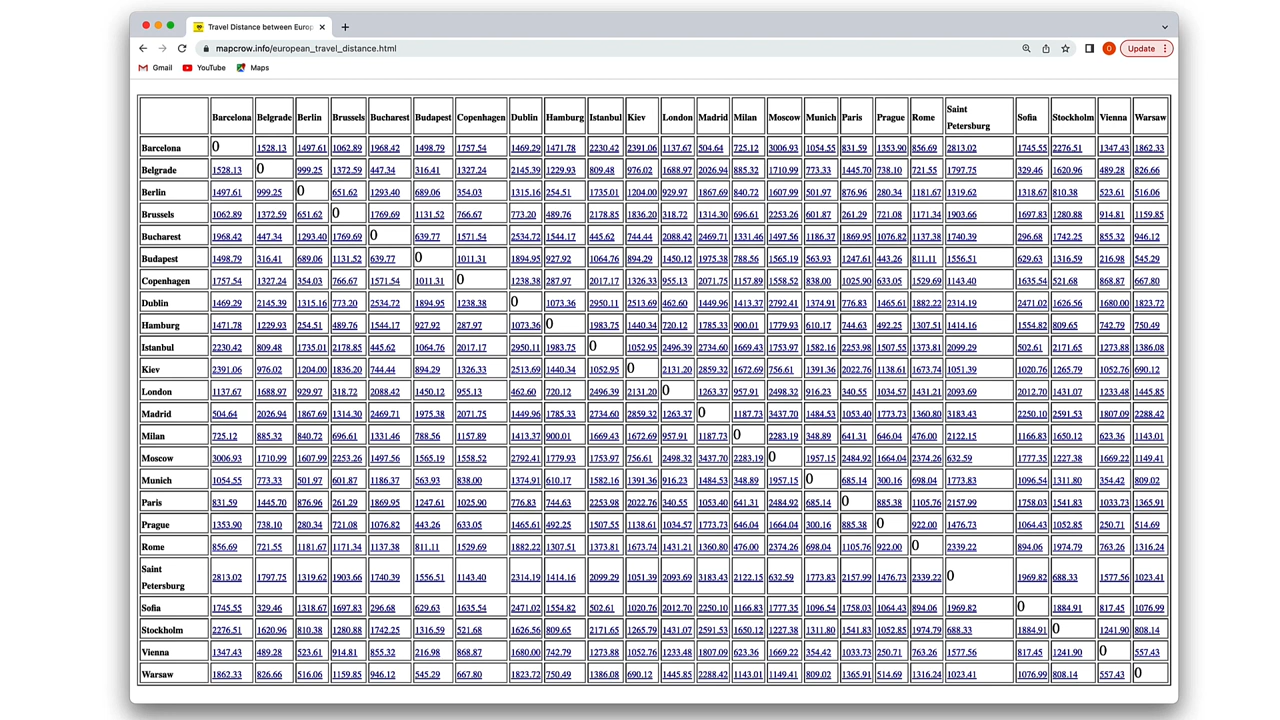 Travel Distance between Europ
mapcrow.info/european_travel_distance.html
Update
Gmail YouTube Maps
Barcelona Belgrade Berlin Brussels Bucharest Budapest Copenhagen Dublin Hamburg Istanbul Kiev London Madrid Milan Moscow Munich Paris Prague Rome Saint Petersburg Sofia Stockholm Vienna Warsaw
Barcelona 0 1528.13 1497.61 1062.89 1968.42 1498.79 1757.54 1469.29 1471.78 2230.42 2391.06 1137.67 504.64 725.12 3006.93 1054.55 831.59 1353.90 856.69 2813.02 1745.55 2276.51 1347.43 1862.33
Belgrade 1528.13 0 999.25 1372.59 447.34 316.41 1327.24 2145.39 1229.93 809.48 976.02 1688.97 2026.94 885.32 1710.99 773.33 1445.70 738.10 721.55 1797.75 329.46 1620.96 489.28 826.66
Berlin 1497.61 999.25 0 651.62 1293.40 689.06 354.03 1315.16 254.51 1735.01 1204.00 929.97 1867.69 840.72 1607.99 501.97 876.96 280.34 1181.67 1319.62 1318.67 810.38 523.61 516.06
Brussels 1062.89 1372.59 651.62 0 1769.69 1131.52 766.67 773.20 489.76 2178.85 1836.20 318.72 1314.30 696.61 2253.26 601.87 261.29 721.08 1171.34 1903.66 1697.83 1280.88 914.81 1159.85
Bucharest 1968.42 447.34 1293.40 1769.69 0 639.77 1571.54 2534.72 1544.17 445.62 744.44 2088.42 2469.71 1331.46 1497.56 1186.37 1869.95 1076.82 1137.38 1740.39 296.68 1742.25 855.32 946.12
Budapest 1498.79 316.41 689.06 1131.52 639.77 0 1011.31 1894.95 927.92 1064.76 894.29 1450.12 1975.38 788.56 1565.19 563.93 1247.61 443.26 811.11 1556.51 629.63 1316.59 216.98 545.29
Copenhagen 1757.54 1327.24 354.03 766.67 1571.54 1011.31 0 1238.38 287.97 2017.17 1326.33 955.13 2071.75 1157.89 1558.52 838.00 1025.90 633.05 1529.69 1143.40 1635.54 521.68 868.87 667.80
Dublin 1469.29 2145.39 1315.16 773.20 2534.72 1894.95 1238.38 0 1073.36 2950.11 2513.69 462.60 1449.96 1413.37 2792.41 1374.91 776.83 1465.61 1882.22 2314.19 2471.02 1626.56 1680.00 1823.72
Hamburg 1471.78 1229.93 254.51 489.76 1544.17 927.92 287.97 1073.36 0 1983.75 1440.34 720.12 1785.33 900.01 1779.93 610.17 744.63 492.25 1307.51 1414.16 1554.82 809.65 742.79 750.49
Istanbul 2230.42 809.48 1735.01 2178.85 445.62 1064.76 2017.17 2950.11 1983.75 0 1052.95 2496.39 2734.60 1669.43 1753.97 1582.16 2253.98 1507.55 1373.81 2099.29 502.61 2171.65 1273.88 1386.08
Kiev 2391.06 976.02 1204.00 1836.20 744.44 894.29 1326.33 2513.69 1440.34 1052.95 0 2131.20 2859.32 1672.69 756.61 1391.36 2022.76 1138.61 1673.74 1051.39 1020.76 1265.79 1052.76 690.12
London 1137.67 1688.97 929.97 318.72 2088.42 1450.12 955.13 462.60 720.12 2496.39 2131.20 0 1263.37 957.91 2498.32 916.23 340.55 1034.57 1431.21 2093.69 2012.70 1431.07 1233.48 1445.85
Madrid 504.64 2026.94 1867.69 1314.30 2469.71 1975.38 2071.75 1449.96 1785.33 2734.60 2859.32 1263.37 0 1187.73 3437.70 1484.53 1053.40 1773.73 1360.80 3183.43 2250.10 2591.53 1807.09 2288.42
Milan 725.12 885.32 840.72 696.61 1331.46 788.56 1157.89 1413.37 900.01 1669.43 1672.69 957.91 1187.73 0 2283.19 348.89 641.31 646.04 476.00 2122.15 1166.83 1650.12 623.36 1143.01
Moscow 3006.93 1710.99 1607.99 2253.26 1497.56 1565.19 1558.52 2792.41 1779.93 1753.97 756.61 2498.32 3437.70 2283.19 0 1957.15 2484.92 1664.04 2374.26 632.59 1777.35 1227.38 1669.22 1149.41
Munich 1054.55 773.33 501.97 601.87 1186.37 563.93 838.00 1374.91 610.17 1582.16 1391.36 916.23 1484.53 348.89 1957.15 0 685.14 300.16 698.04 1773.83 1096.54 1311.80 354.42 809.02
Paris 831.59 1445.70 876.96 261.29 1869.95 1247.61 1025.90 776.83 744.63 2253.98 2022.76 340.55 1053.40 641.31 2484.92 685.14 0 885.38 1105.76 2157.99 1758.03 1541.83 1033.73 1365.91
Prague 1353.90 738.10 280.34 721.08 1076.82 443.26 633.05 1465.61 492.25 1507.55 1138.61 1034.57 1773.73 646.04 1664.04 300.16 885.38 0 922.00 1476.73 1064.43 1052.85 250.71 514.69
Rome 856.69 721.55 1181.67 1171.34 1137.38 811.11 1529.69 1882.22 1307.51 1373.81 1673.74 1431.21 1360.80 476.00 2374.26 698.04 1105.76 922.00 0 2339.22 894.06 1974.79 763.26 1316.24
Saint Petersburg 2813.02 1797.75 1319.62 1903.66 1740.39 1556.51 1143.40 2314.19 1414.16 2099.29 1051.39 2093.69 3183.43 2122.15 632.59 1773.83 2157.99 1476.73 2339.22 0 1969.82 688.33 1577.56 1023.41
Sofia 1745.55 329.46 1318.67 1697.83 296.68 629.63 1635.54 2471.02 1554.82 502.61 1020.76 2012.70 2250.10 1166.83 1777.35 1096.54 1758.03 1064.43 894.06 1969.82 0 1884.91 817.45 1076.99
Stockholm 2276.51 1620.96 810.38 1280.88 1742.25 1316.59 521.68 1626.56 809.65 2171.65 1265.79 1431.07 2591.53 1650.12 1227.38 1311.80 1541.83 1052.85 1974.79 688.33 1884.91 0 1241.90 808.14
Vienna 1347.43 489.28 523.61 914.81 855.32 216.98 868.87 1680.00 742.79 1273.88 1052.76 1233.48 1807.09 623.36 1669.22 354.42 1033.73 250.71 763.26 1577.56 817.45 1241.90 0 557.43
Warsaw 1862.33 826.66 516.06 1159.85 946.12 545.29 667.80 1823.72 750.49 1386.08 690.12 1445.85 2288.42 1143.01 1149.41 809.02 1365.91 514.69 1316.24 1023.41 1076.99 808.14 557.43 0